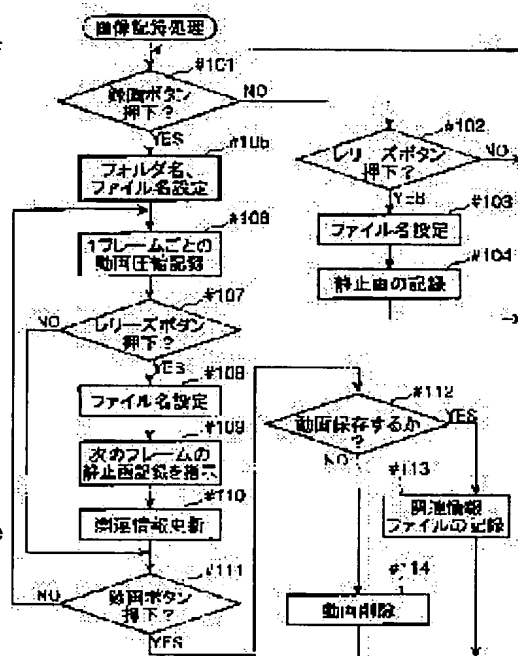 画像記録処理
#101
録画ボタン
押下?
NO
YES
#105
フォルダ名、
ファイル名設定
#106
1フレームごとの
動画圧縮記録
#107
レリーズボタン
押下?
NO
YES
#108
ファイル名設定
#109
次のフレームの
静止画記録を指示
#110
関連情報更新
#111
録画ボタン
押下?
NO
YES
#102
レリーズボタン
押下?
NO
YES
#103
ファイル名設定
#104
静止画の記録
#112
動画保存するか
?
YES
NO
#113
関連情報
ファイルの記録
#114
動画削除